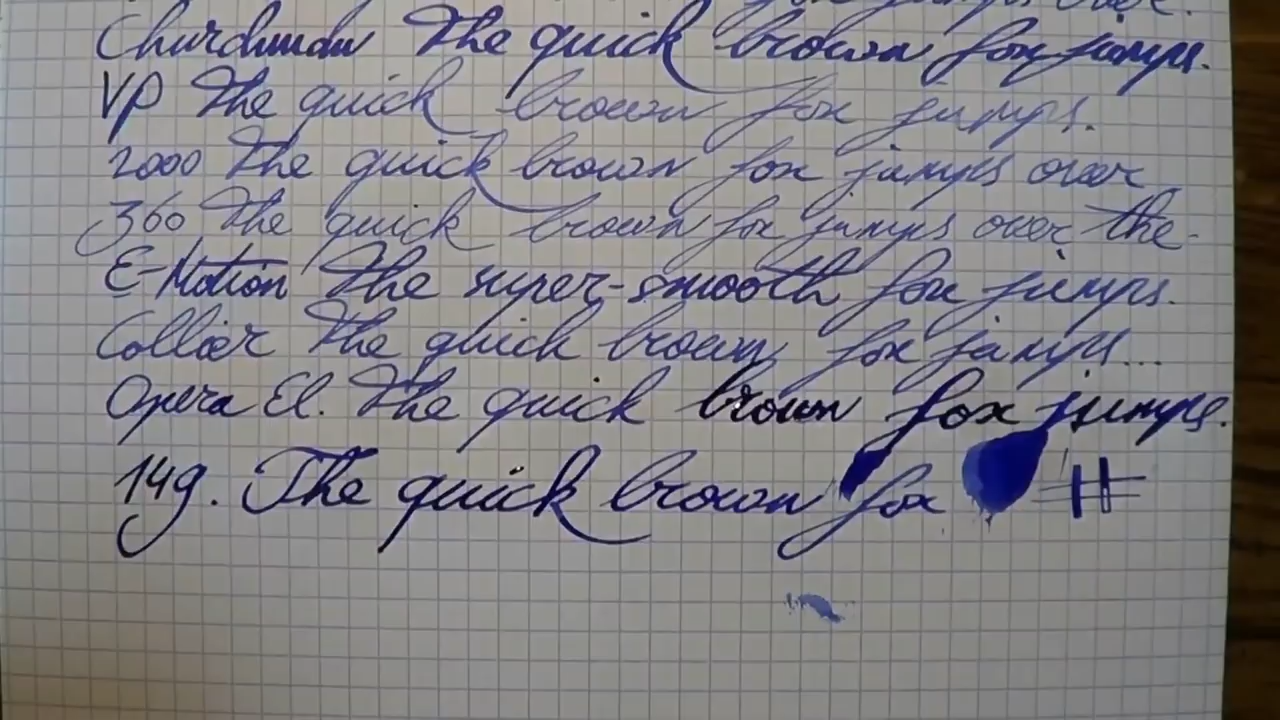 jumps over.
Churchman The quick brown fox jumps.
VP The quick brown fox jumps.
2000 The quick brown fox jumps over
360 The quick brown fox jumps over the
E-Motion The super-smooth fox jumps.
Collier The quick brown fox jumps...
Opera El. The quick brown fox jumps.
149. The quick brown fox